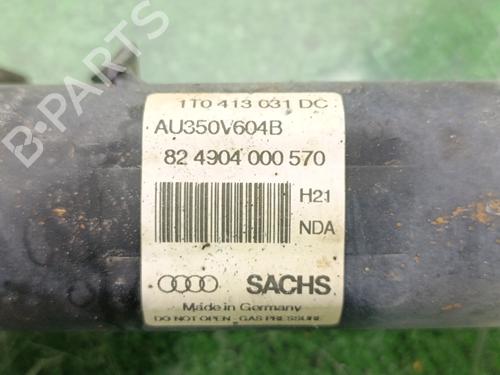 1T0 413 031 DC
AU350V604B
82 4904 000 570
H21
NDA
SACHS
Made in Germany
DO NOT OPEN - GAS PRESSURE
B-PARTS